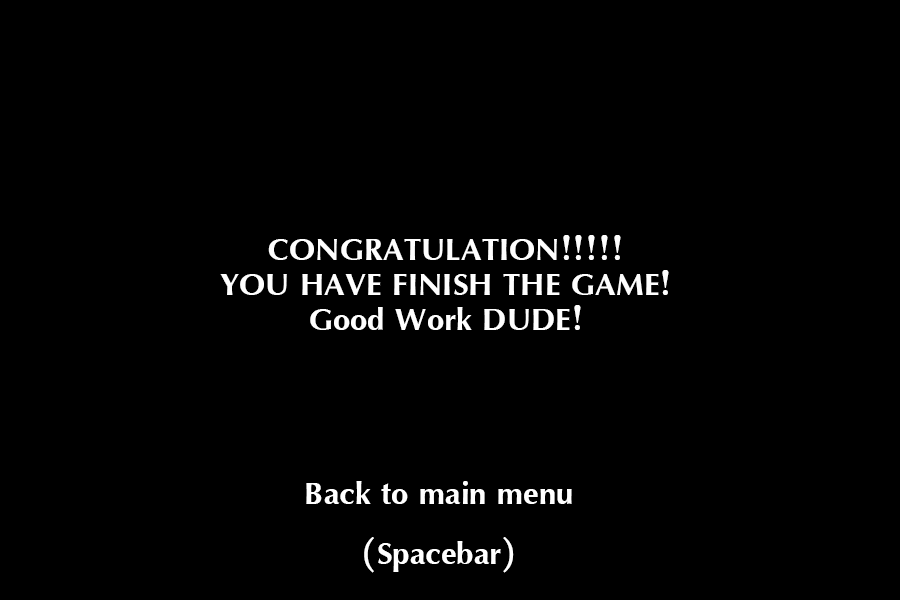 CONGRATULATION!!!!!
YOU HAVE FINISH THE GAME!
Good Work DUDE!
Back to main menu
(Spacebar)